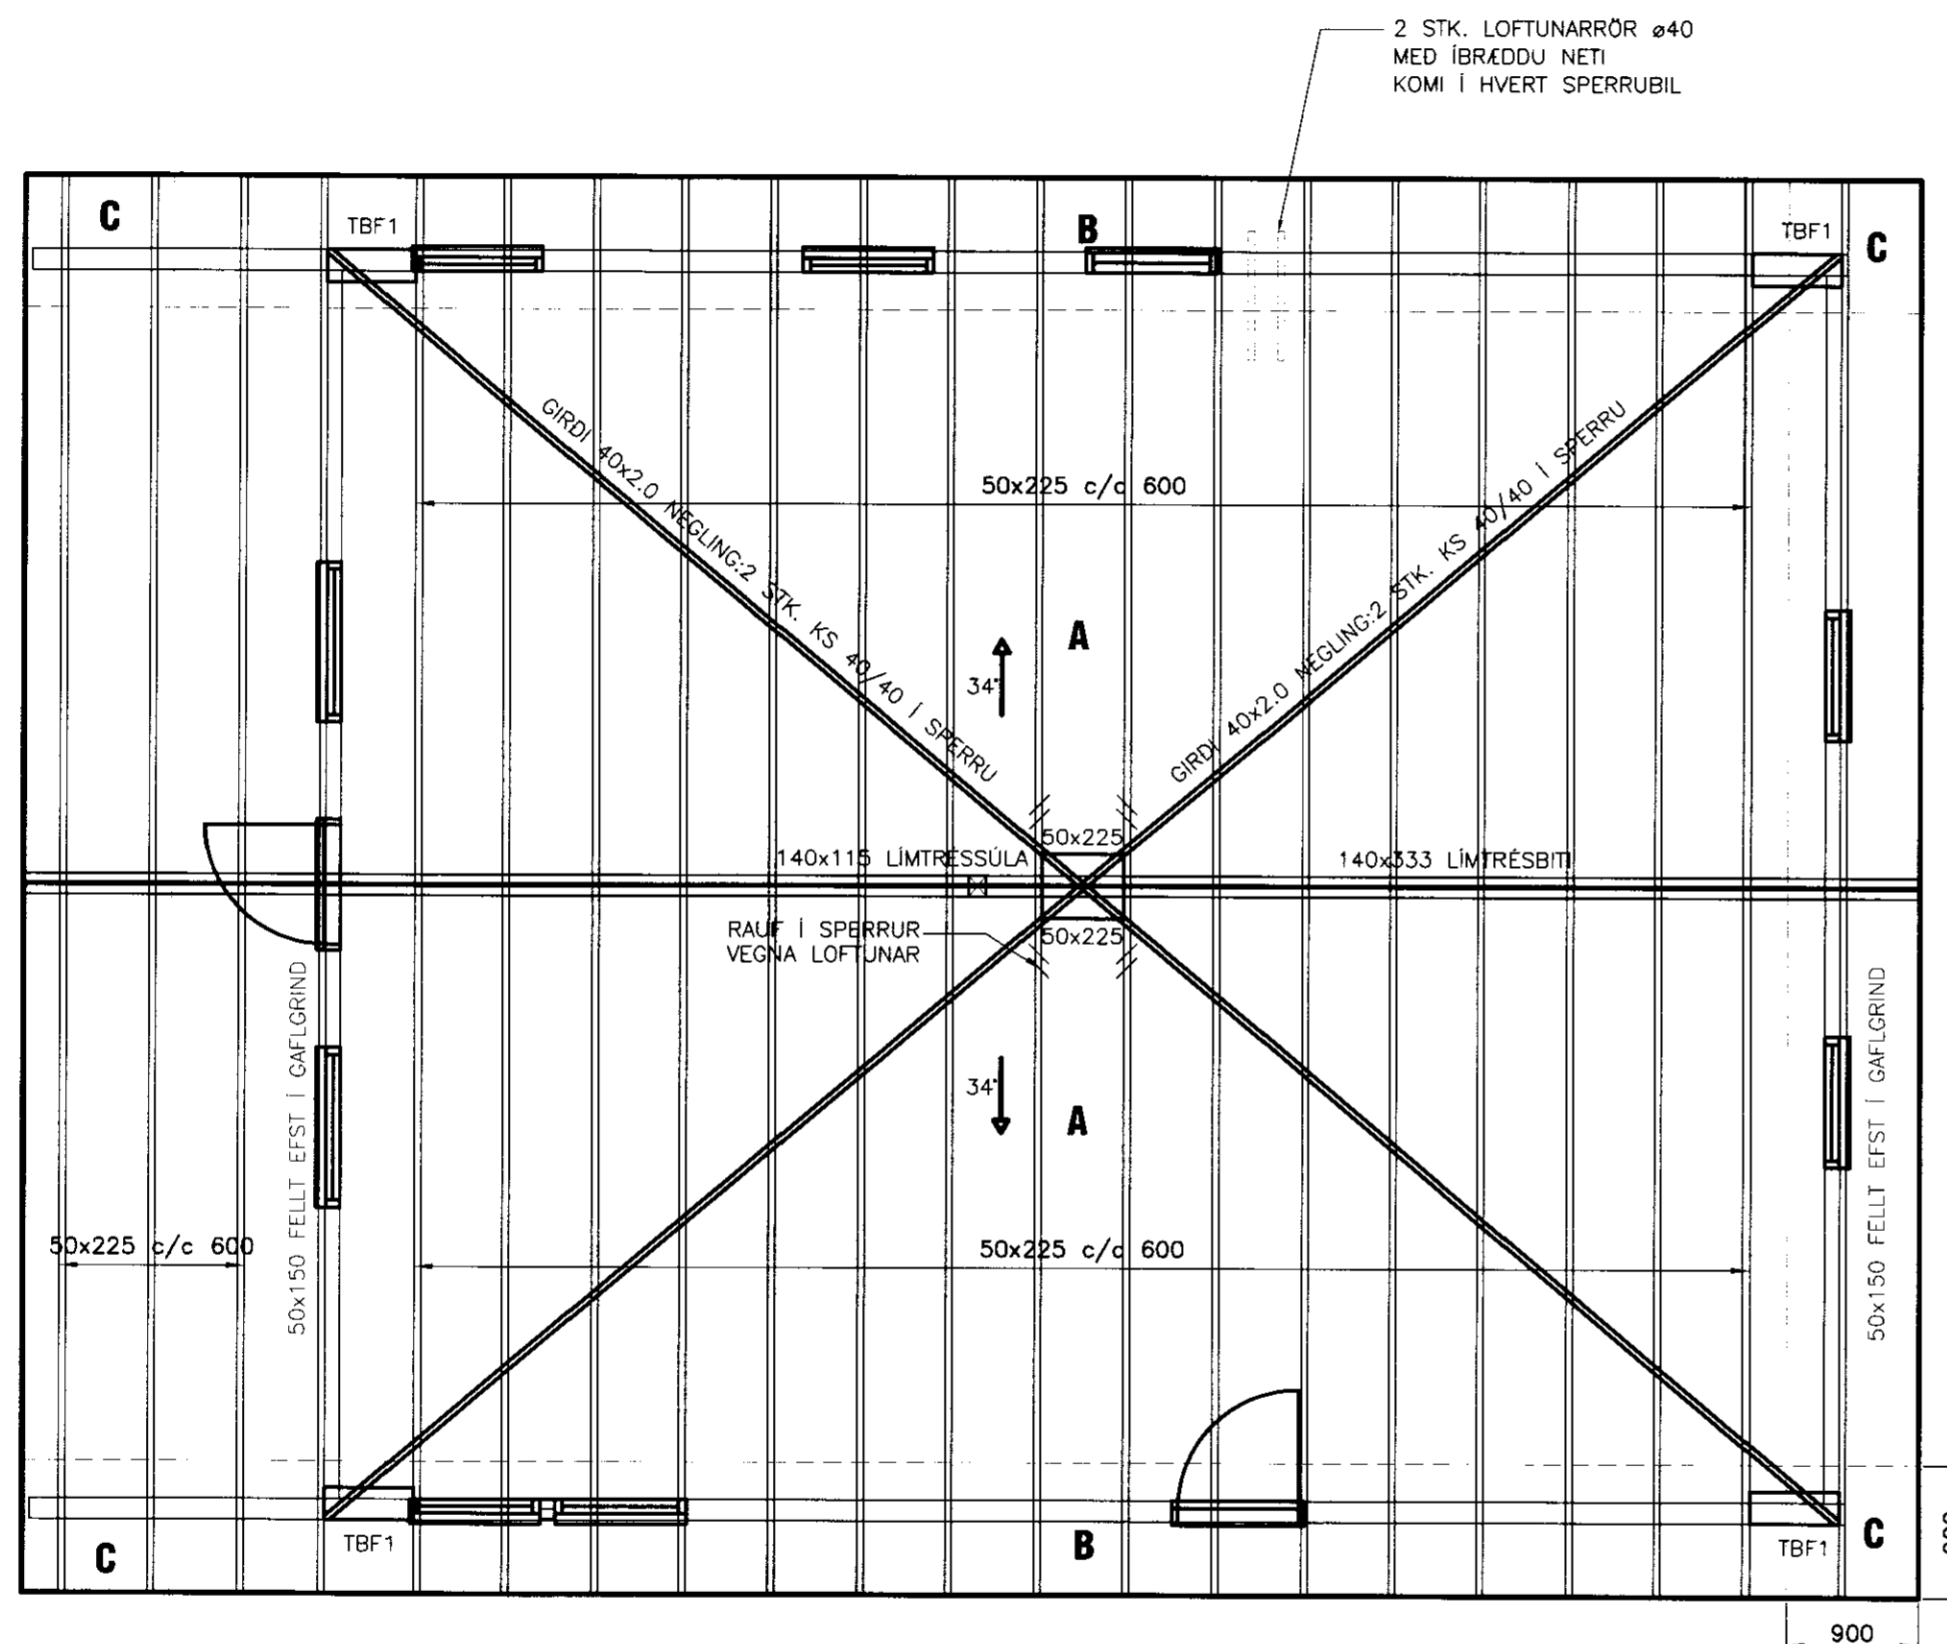 2 STK. LOFTUNARRÖR ø40
MEÐ ÍBRÆDDU NETI
KOMI Í HVERT SPERRUBIL
C
TBF1
B
TBF1
C
GIRÐI 40x2.0 NEGLING:2 STK. KS 40/40 Í SPERRU
GIRÐI 40x2.0 NEGLING:2 STK. KS 40/40 Í SPERRU
50x225 c/c 600
A
34°
50x225
140x115 LÍMTRÉSSÚLA
140x333 LÍMTRÉSBITI
RAUF Í SPERRUR
VEGNA LOFTUNAR
50x225
34°
A
50x150 FELLT EFST Í GAFLGRIND
50x150 FELLT EFST Í GAFLGRIND
50x225 c/c 600
50x225 c/c 600
C
TBF1
B
TBF1
C
900